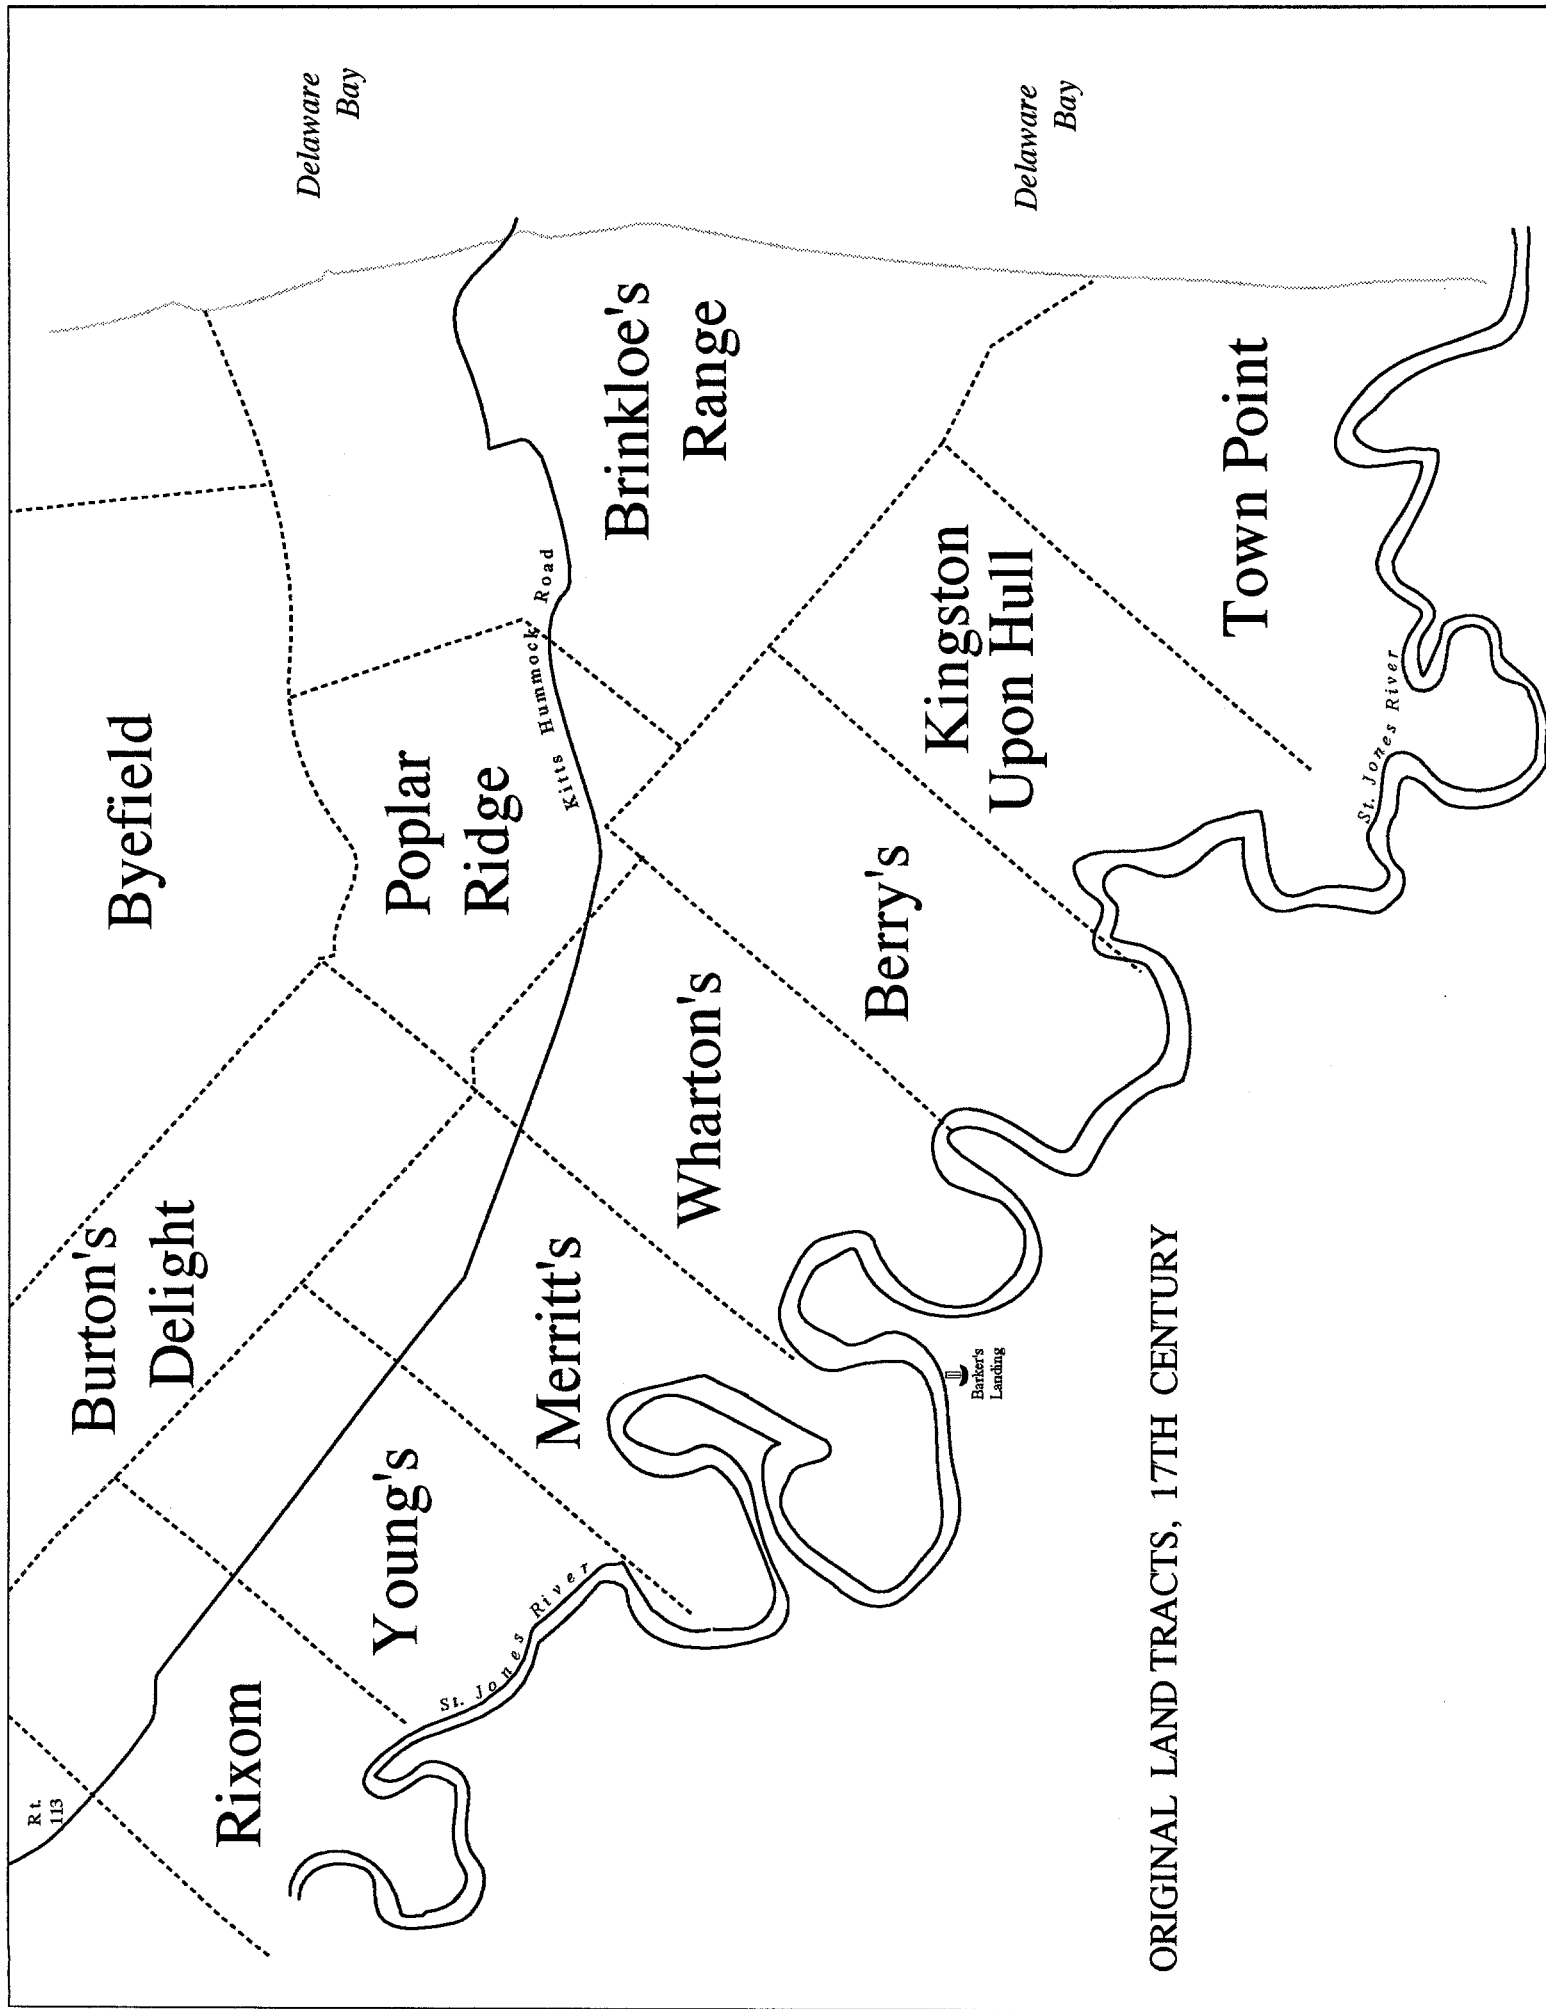 Rt.
113
Rixom
Young's
St. Jones River
Burton's
Delight
Merritt's
Byefield
Poplar
Ridge
Kitts Hummock Road
Wharton's
Barker's
Landing
Berry's
Brinkloe's
Range
Kingston
Upon Hull
Town Point
St. Jones River
Delaware
Bay
Delaware
Bay
ORIGINAL LAND TRACTS, 17TH CENTURY